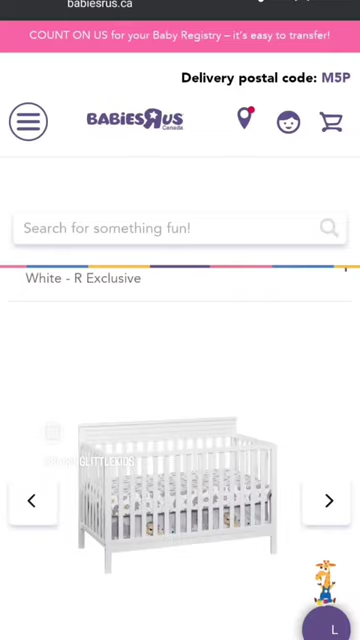 babiesrus.ca
COUNT ON US for your Baby Registry – it's easy to transfer!
Delivery postal code: M5P
BABIES R US
Canada
Search for something fun!
White - R Exclusive
L